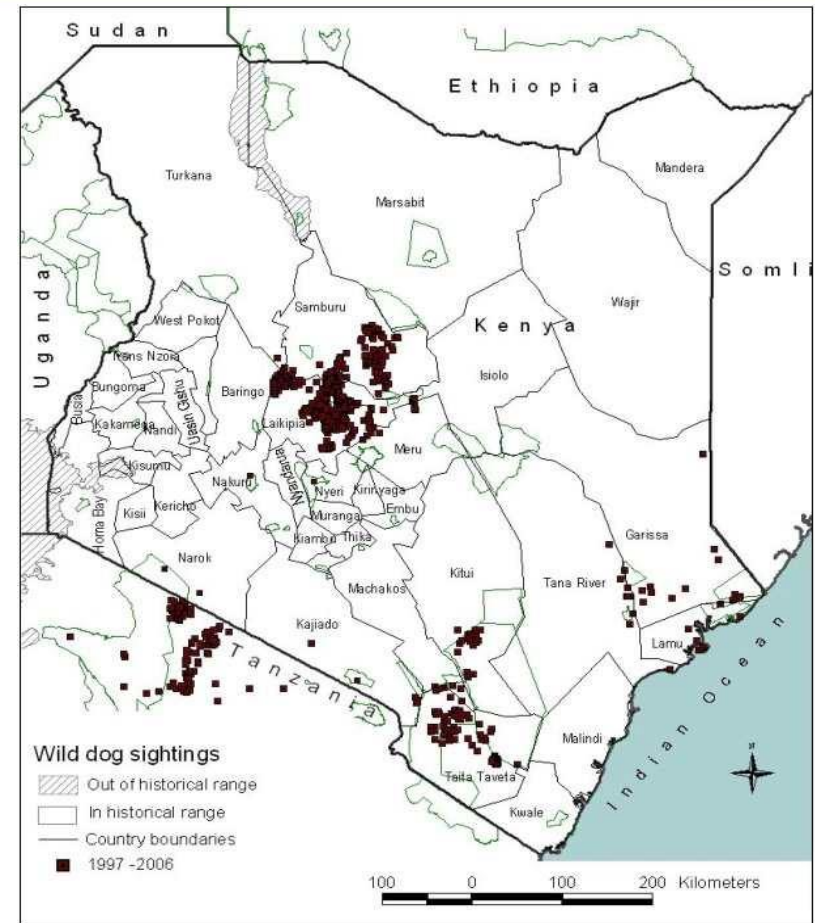 Sudan
Ethiopia
Mandera
Turkana
Marsabit
Somli
Uganda
Wajir
Samburu
Kenya
West Pokot
Trans Nzoia
Isiolo
Bungoma
Baringo
Busia
Uasin Gishu
Kakamega
Nandi
Laikipia
Meru
Kisumu
Nyandarua
Nakuru
Nyeri
Kirinyaga
Embu
Kisii
Kericho
Muranga
Homa Bay
Kiambu
Thika
Garissa
Narok
Kitui
Tana River
Machakos
Kajiado
Lamu
Tanzania
Malindi
Indian Ocean
Taita Taveta
Kwale
N
Wild dog sightings
Out of historical range
In historical range
Country boundaries
1997 -2006
100 0 100 200 Kilometers